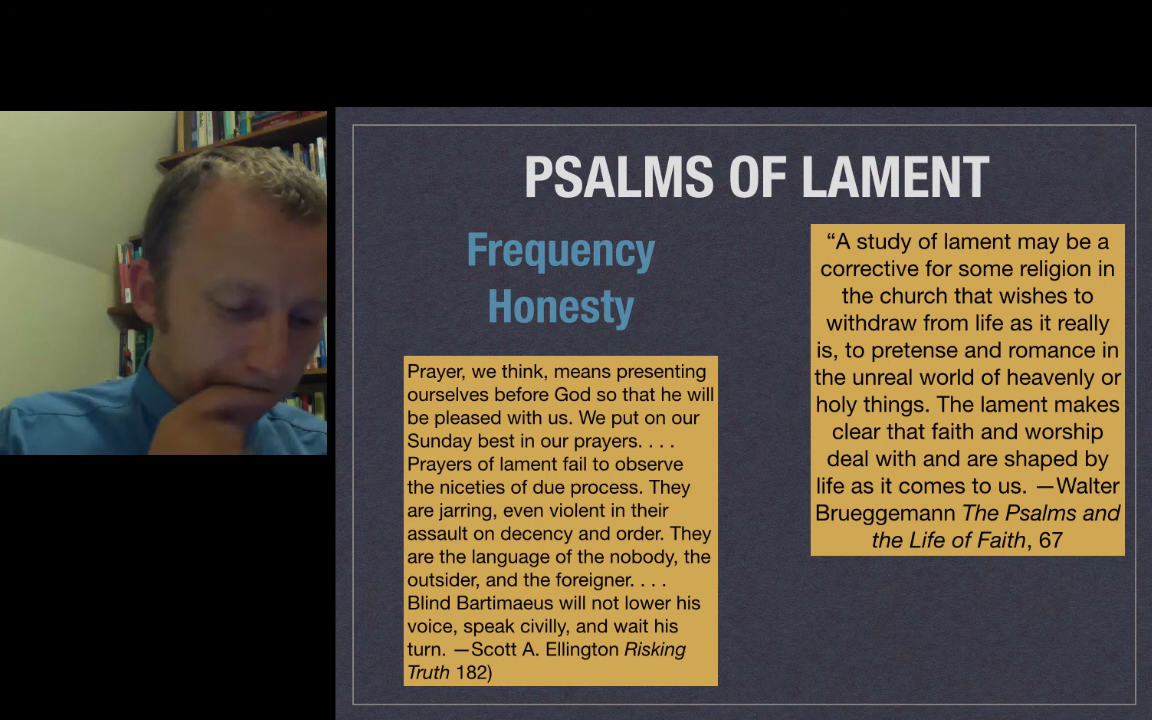 PSALMS OF LAMENT
Frequency
Honesty
Prayer, we think, means presenting
ourselves before God so that he will
be pleased with us. We put on our
Sunday best in our prayers. . . .
Prayers of lament fail to observe
the niceties of due process. They
are jarring, even violent in their
assault on decency and order. They
are the language of the nobody, the
outsider, and the foreigner. . . .
Blind Bartimaeus will not lower his
voice, speak civilly, and wait his
turn. —Scott A. Ellington Risking
Truth 182)
“A study of lament may be a
corrective for some religion in
the church that wishes to
withdraw from life as it really
is, to pretense and romance in
the unreal world of heavenly or
holy things. The lament makes
clear that faith and worship
deal with and are shaped by
life as it comes to us. —Walter
Brueggemann The Psalms and
the Life of Faith, 67